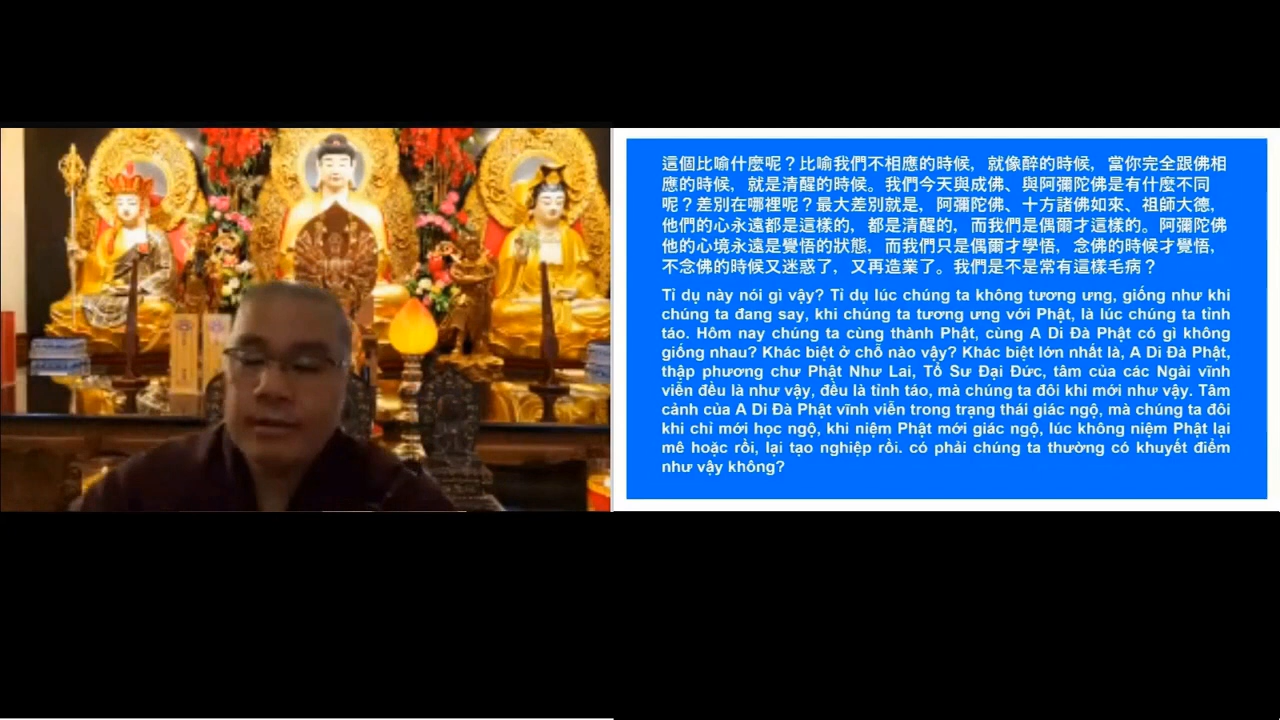 這個比喻什麼呢？比喻我們不相應的時候，就像醉的時候，當你完全跟佛相
應的時候，就是清醒的時候。我們今天與成佛、與阿彌陀佛是有什麼不同
呢？差別在哪裡呢？最大差別就是，阿彌陀佛、十方諸佛如來、祖師大德，
他們的心永遠都是這樣的，都是清醒的，而我們是偶爾才這樣的。阿彌陀佛
他的心境永遠是覺悟的狀態，而我們只是偶爾才學悟，念佛的時候才覺悟，
不念佛的時候又迷惑了，又再造業了。我們是不是常有這樣毛病？
Tỉ dụ này nói gì vậy? Tỉ dụ lúc chúng ta không tương ưng, giống như khi
chúng ta đang say, khi chúng ta tương ưng với Phật, là lúc chúng ta tỉnh
táo. Hôm nay chúng ta cùng thành Phật, cùng A Di Đà Phật có gì không
giống nhau? Khác biệt ở chỗ nào vậy? Khác biệt lớn nhất là, A Di Đà Phật,
thập phương chư Phật Như Lai, Tổ Sư Đại Đức, tâm của các Ngài vĩnh
viễn đều là như vậy, đều là tỉnh táo, mà chúng ta đôi khi mới như vậy. Tâm
cảnh của A Di Đà Phật vĩnh viễn trong trạng thái giác ngộ, mà chúng ta đôi
khi chỉ mới học ngộ, khi niệm Phật mới giác ngộ, lúc không niệm Phật lại
mê hoặc rồi, lại tạo nghiệp rồi. có phải chúng ta thường có khuyết điểm
như vậy không?